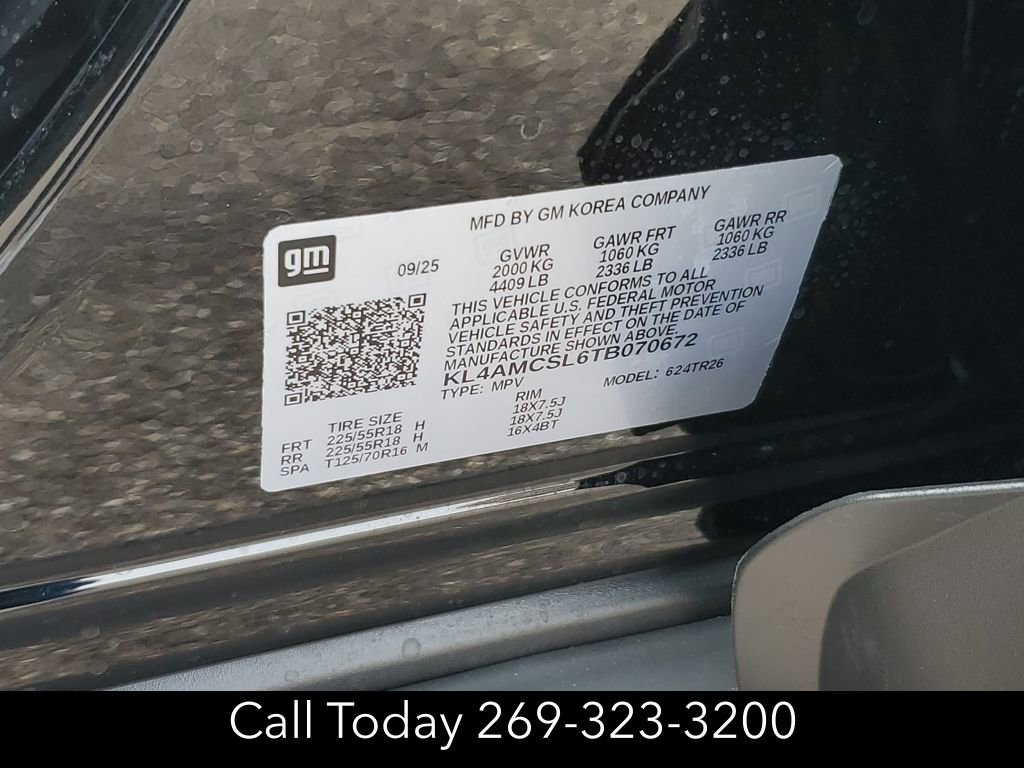 MFD BY GM KOREA COMPANY
gm
09/25
GVWR GAWR FRT GAWR RR
2000 KG 1060 KG 1060 KG
4409 LB 2336 LB 2336 LB
THIS VEHICLE CONFORMS TO ALL
APPLICABLE U.S. FEDERAL MOTOR
VEHICLE SAFETY AND THEFT PREVENTION
STANDARDS IN EFFECT ON THE DATE OF
MANUFACTURE SHOWN ABOVE.
KL4AMCSL6TB070672
TYPE: MPV MODEL: 624TR26
TIRE SIZE RIM
FRT 225/55R18 H 18X7.5J
RR 225/55R18 H 18X7.5J
SPA T125/70R16 M 16X4BT
Call Today 269-323-3200